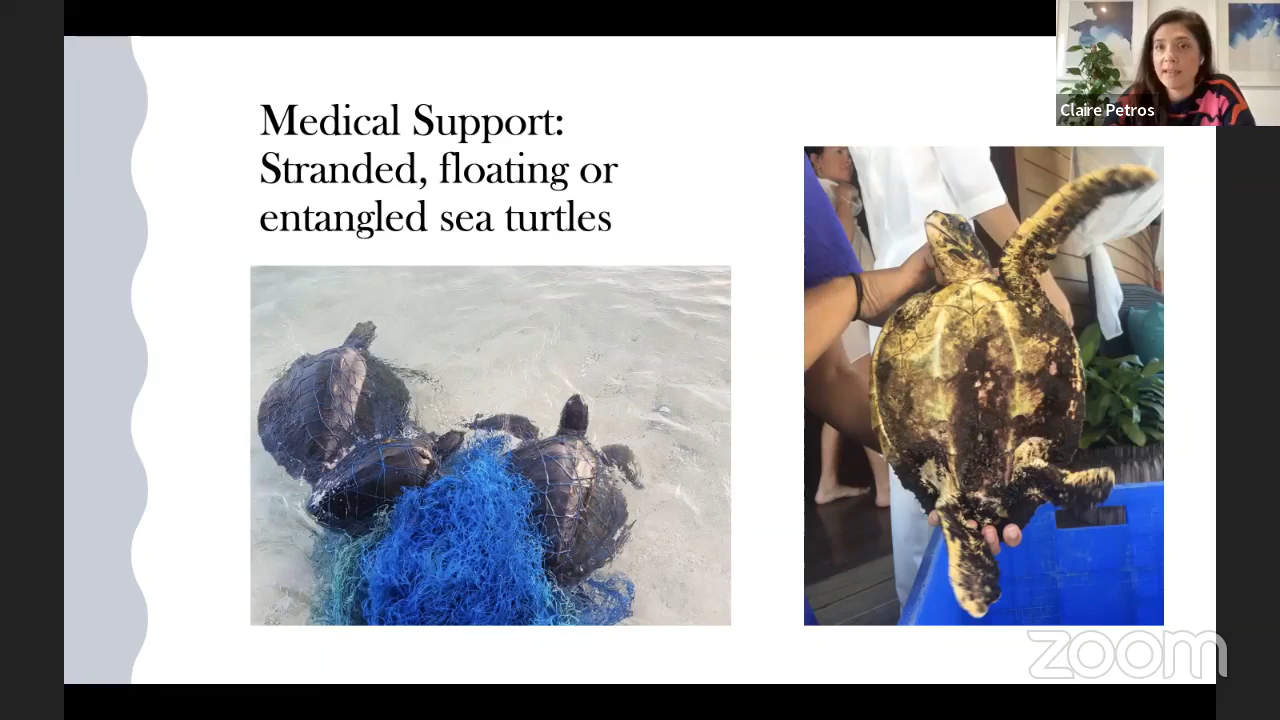 Medical Support:
Stranded, floating or
entangled sea turtles
Claire Petros
zoom